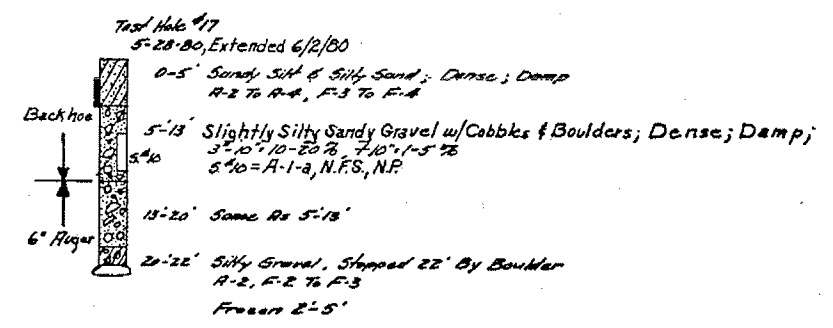 Test Hole #17
5-28-80, Extended 6/2/80
0-5' Sandy Silt & Silty Sand; Dense; Damp
A-2 To A-4, F-3 To F-4
Backhoe
5'-13' Slightly Silty Sandy Gravel w/Cobbles & Boulders; Dense; Damp;
3"-10"=10-20%, +10"=1-5%
S.#10
S.#10=A-1-a, N.F.S., N.P.
13'-20' Same As 5'-13'
6" Auger
20'-22' Silty Gravel, Stopped 22' By Boulder
A-2, F-2 To F-3
Frozen 2'-5'